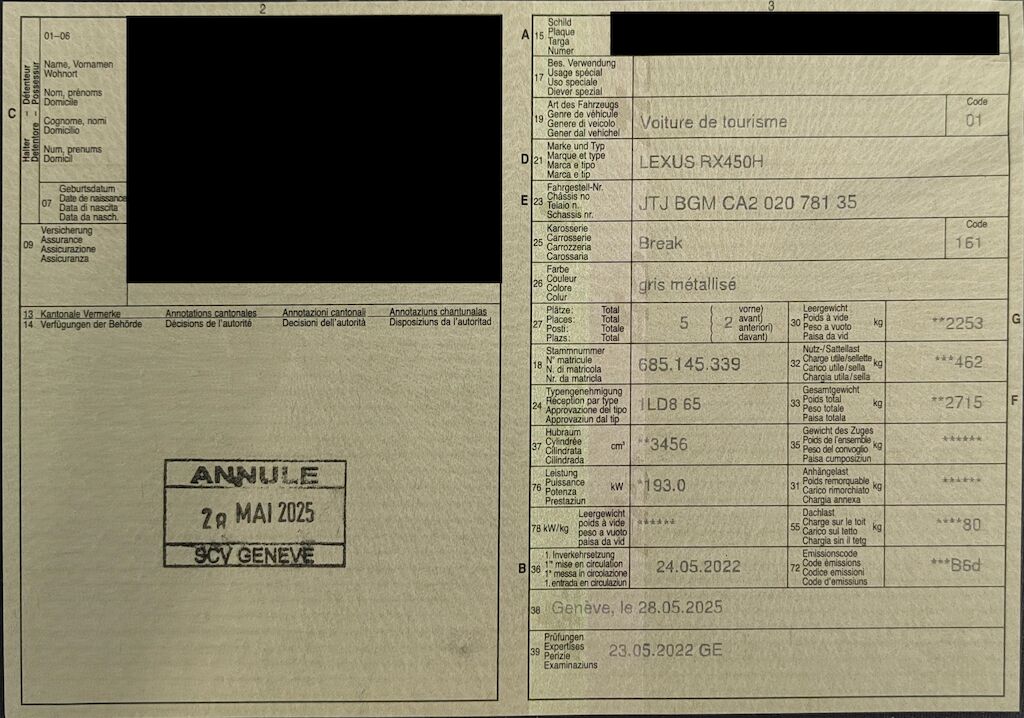 2
01–06
C
Halter – Détenteur
Detentore – Possessur
Name, Vornamen
Wohnort
Nom, prénoms
Domicile
Cognome, nomi
Domicilio
Num, prenums
Domicil
07
Geburtsdatum
Date de naissance
Data di nascita
Data da nasch.
09
Versicherung
Assurance
Assicurazione
Assicuranza
13 Kantonale Vermerke Annotations cantonales Annotazioni cantonali Annotaziuns chantunalas
14 Verfügungen der Behörde Décisions de l'autorité Decisioni dell'autorità Disposiziuns da l'autoritad
ANNULE
MAI 2025
SCV GENEVE
3
A 15
Schild
Plaque
Targa
Numer
17
Bes. Verwendung
Usage spécial
Uso speciale
Diever spezial
19
Art des Fahrzeugs
Genre de véhicule
Genere di veicolo
Gener dal vehichel
Voiture de tourisme
Code
01
D 21
Marke und Typ
Marque et type
Marca e tipo
Marca e tip
LEXUS RX450H
E 23
Fahrgestell-Nr.
Châssis no
Telaio n.
Schassis nr.
JTJ BGM CA2 020 781 35
25
Karosserie
Carrosserie
Carrozzeria
Carossaria
Break
Code
161
26
Farbe
Couleur
Colore
Colur
gris métallisé
27
Plätze: Total
Places: Total
Posti: Totale
Plazs: Total
5
( vorne)
( avant)
( anteriori)
( davant)
2
30
Leergewicht
Poids à vide
Peso a vuoto
Paisa da vid
kg
**2253
G
18
Stammnummer
N° matricule
N. di matricola
Nr. da matricla
685.145.339
32
Nutz-/Sattellast
Charge utile/sellette
Carico utile/sella
Chargia utila/sella
kg
***462
24
Typengenehmigung
Réception par type
Approvazione del tipo
Approvaziun dal tip
1LD8 65
33
Gesamtgewicht
Poids total
Peso totale
Paisa totala
kg
**2715
F
37
Hubraum
Cylindrée
Cilindrata
Cilindrada
cm³
**3456
35
Gewicht des Zuges
Poids de l'ensemble
Peso del convoglio
Paisa cumposiziun
kg
******
76
Leistung
Puissance
Potenza
Prestaziun
kW
*193.0
31
Anhängelast
Poids remorquable
Carico rimorchiato
Chargia annexa
kg
******
78 kW/kg
Leergewicht
poids à vide
peso a vuoto
paisa da vid
******
55
Dachlast
Charge sur le toit
Carico sul tetto
Chargia sin il tetg
kg
****80
B 36
1. Inverkehrsetzung
1re mise en circulation
1a messa in circolazione
1. entrada en circulaziun
24.05.2022
72
Emissionscode
Code émissions
Codice emissioni
Code d'emissiuns
***B6d
38
Genève, le 28.05.2025
39
Prüfungen
Expertises
Perizie
Examinaziuns
23.05.2022 GE